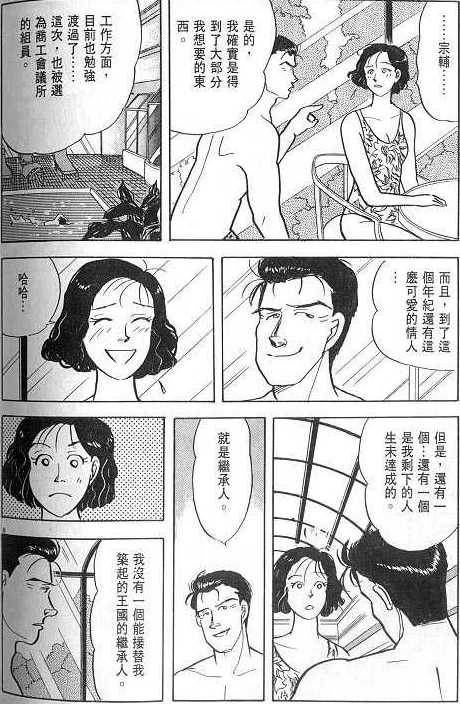 ……宗輔……
是的，
我確實是得
到了大部分
我想要的東
西。
工作方面，
目前也勉強
渡過了……
這次，也被選
為商工會議所
的組員。
而且，到了這
個年紀還有這
麼可愛的情人
…
哈哈…
但是，還有一
個…還有一個
是我剩下的人
生未達成的。
就是繼承人。
我沒有一個能接替我
築起的王國的繼承人。